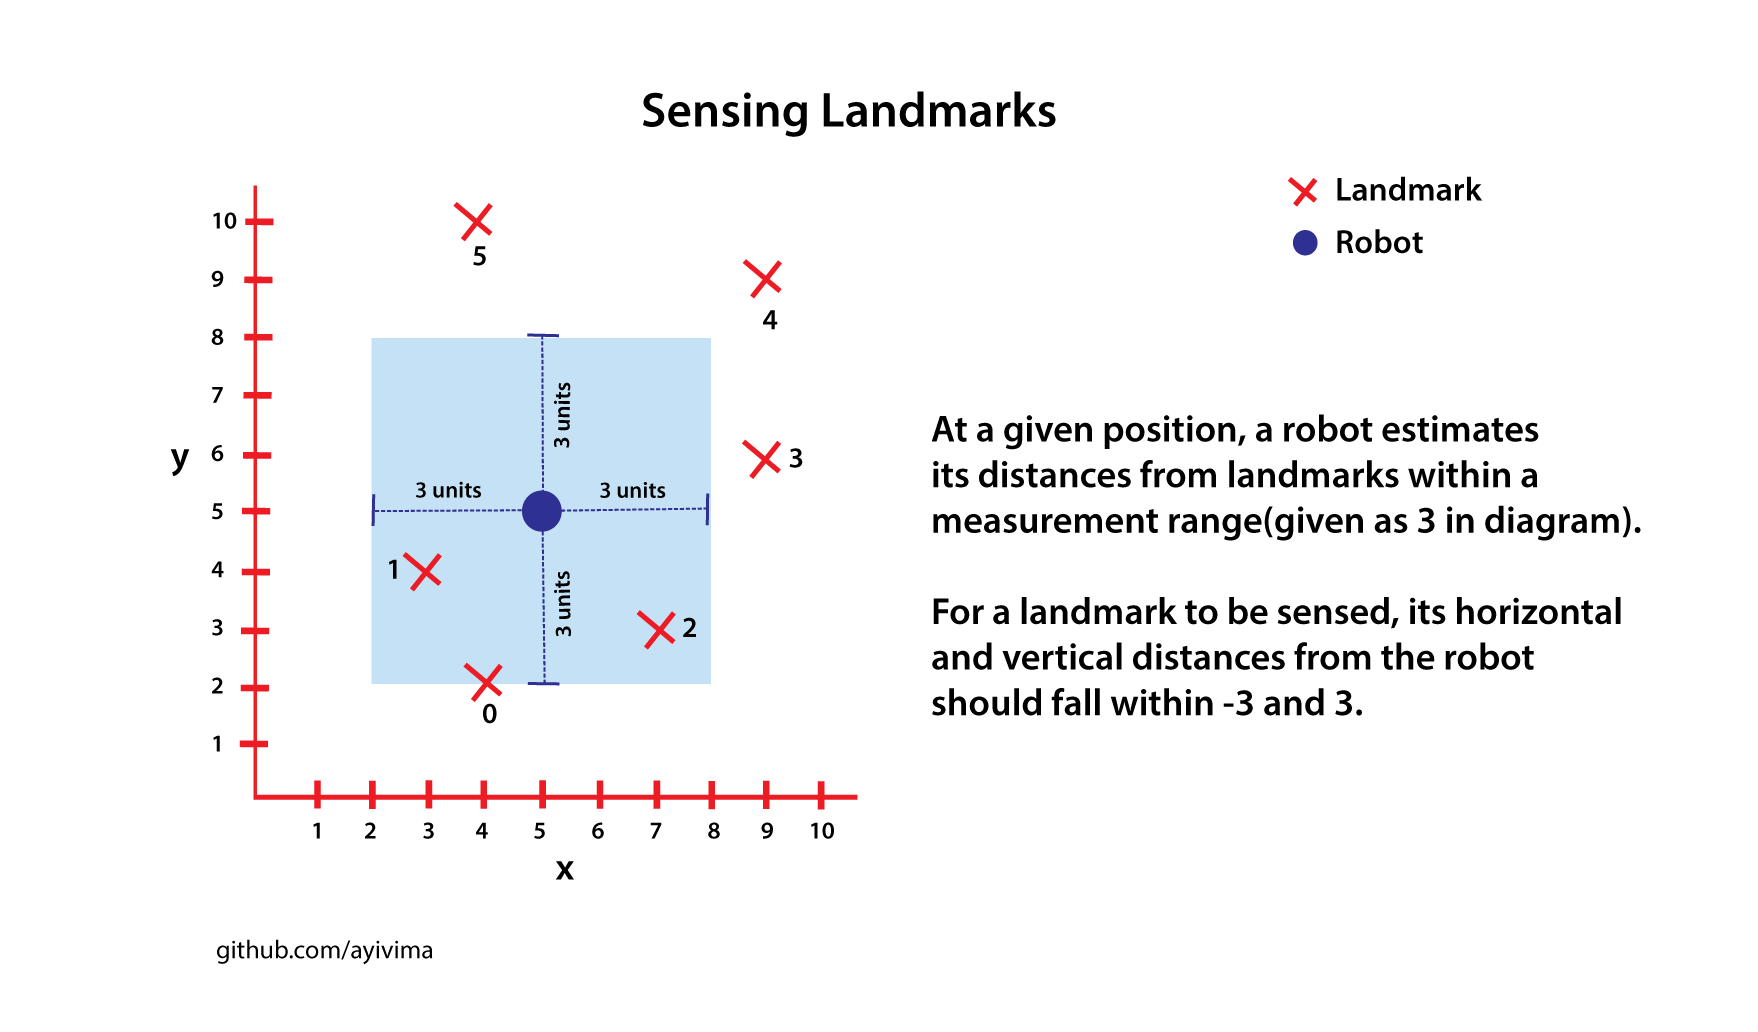 Sensing Landmarks
Landmark
Robot
10
9
8
7
6
5
4
3
2
1
y
5
4
3
1
2
0
3 units
3 units
3 units
3 units
1 2 3 4 5 6 7 8 9 10
x
At a given position, a robot estimates
its distances from landmarks within a
measurement range(given as 3 in diagram).
For a landmark to be sensed, its horizontal
and vertical distances from the robot
should fall within -3 and 3.
github.com/ayivima